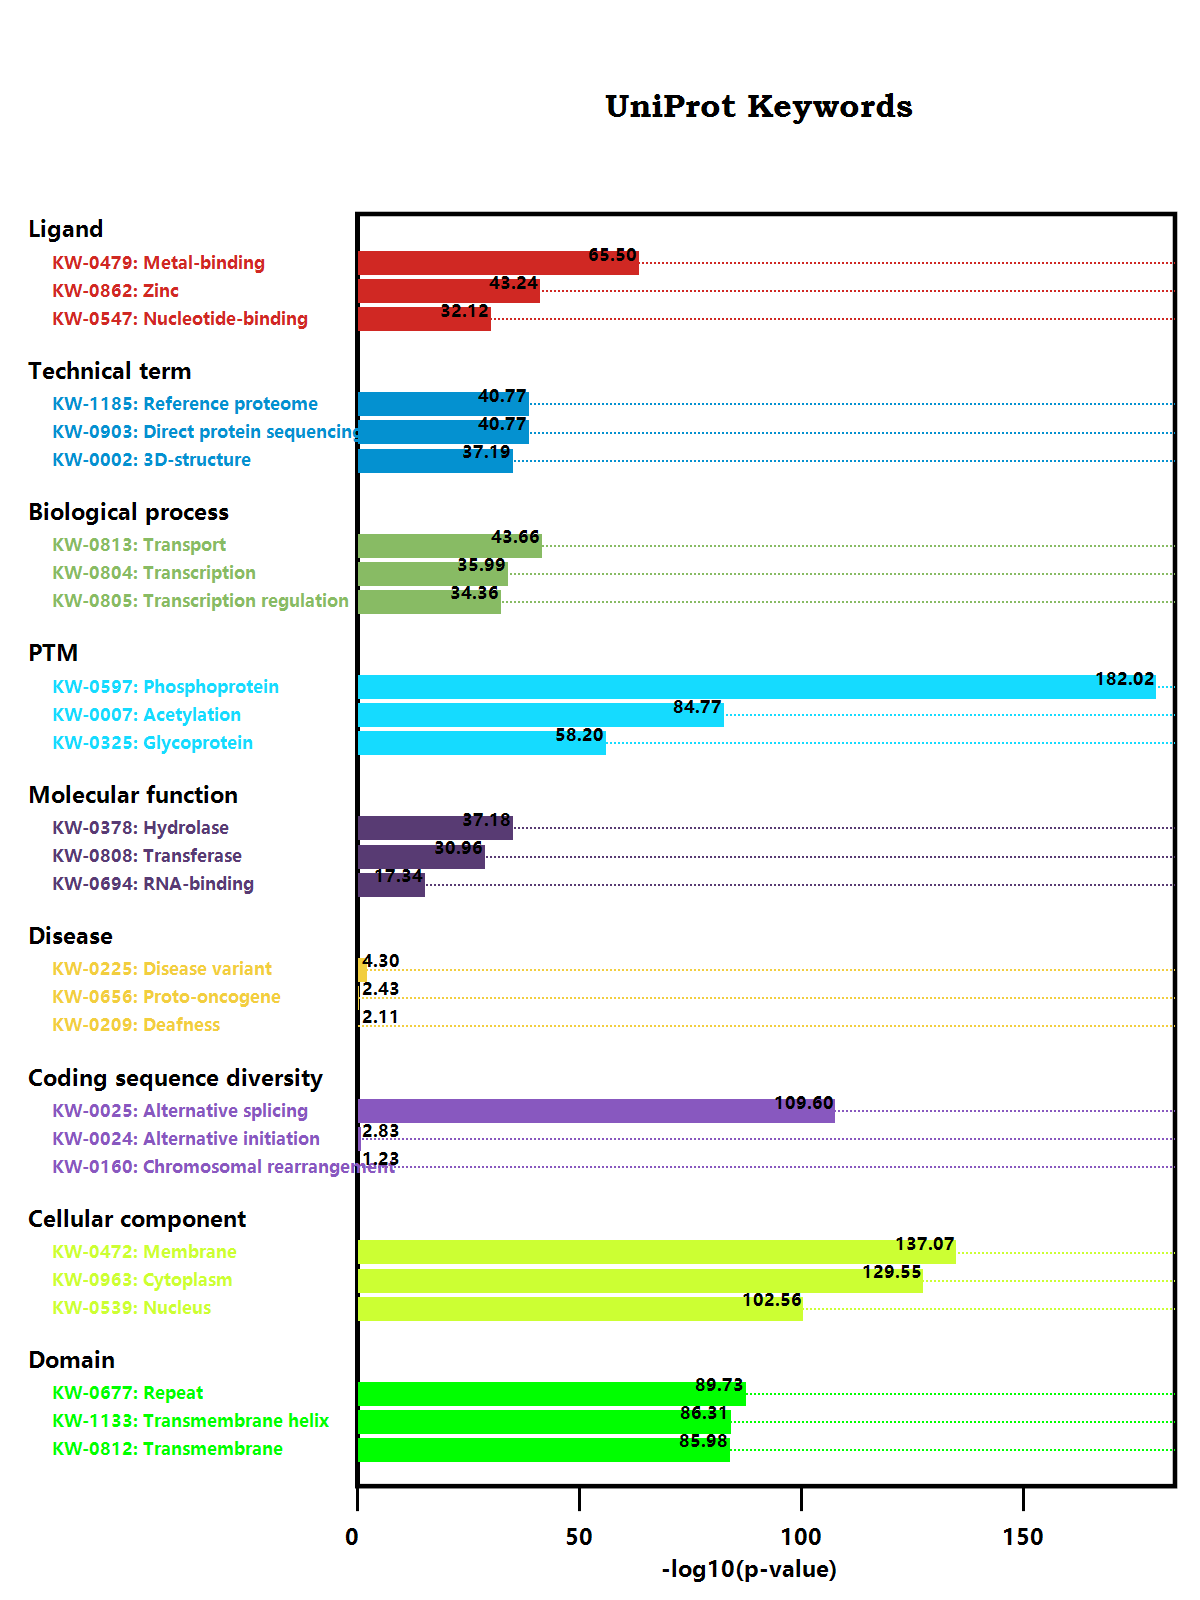 UniProt Keywords
Ligand
KW-0479: Metal-binding 65.50
KW-0862: Zinc 43.24
KW-0547: Nucleotide-binding 32.12
Technical term
KW-1185: Reference proteome 40.77
KW-0903: Direct protein sequencing 40.77
KW-0002: 3D-structure 37.19
Biological process
KW-0813: Transport 43.66
KW-0804: Transcription 35.99
KW-0805: Transcription regulation 34.36
PTM
KW-0597: Phosphoprotein 182.02
KW-0007: Acetylation 84.77
KW-0325: Glycoprotein 58.20
Molecular function
KW-0378: Hydrolase 37.18
KW-0808: Transferase 30.96
KW-0694: RNA-binding 17.34
Disease
KW-0225: Disease variant 4.30
KW-0656: Proto-oncogene 2.43
KW-0209: Deafness 2.11
Coding sequence diversity
KW-0025: Alternative splicing 109.60
KW-0024: Alternative initiation 2.83
KW-0160: Chromosomal rearrangement 1.23
Cellular component
KW-0472: Membrane 137.07
KW-0963: Cytoplasm 129.55
KW-0539: Nucleus 102.56
Domain
KW-0677: Repeat 89.73
KW-1133: Transmembrane helix 86.31
KW-0812: Transmembrane 85.98
0 50 100 150
-log10(p-value)